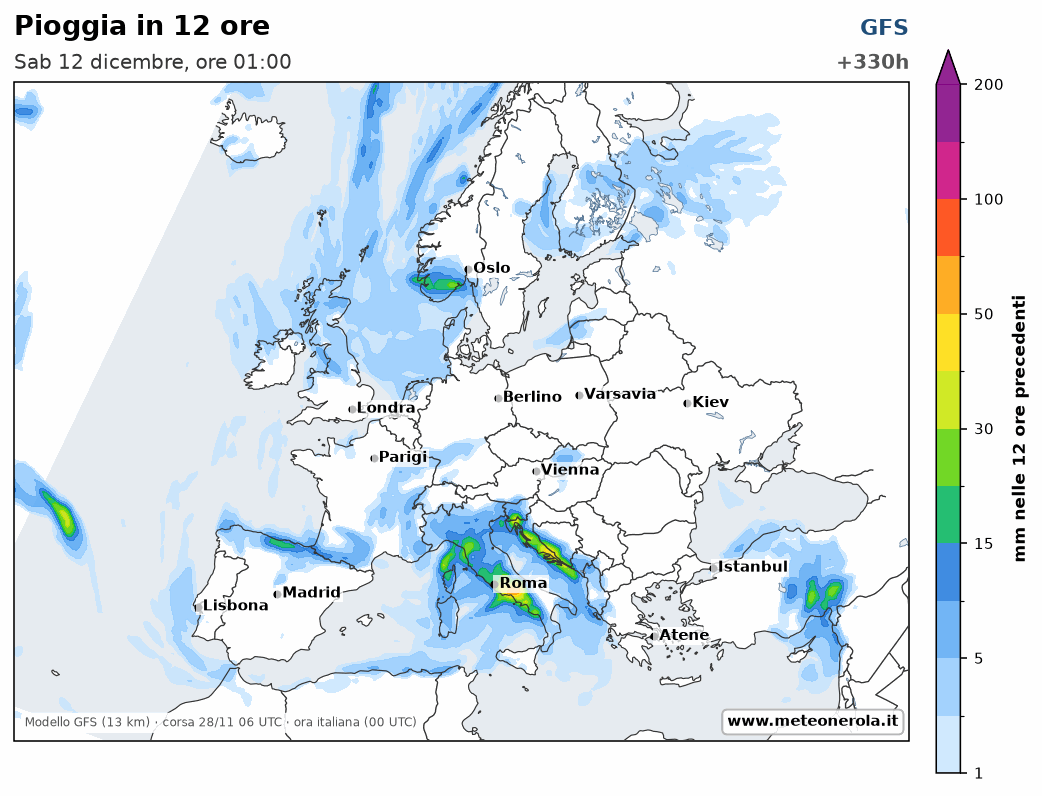 Pioggia in 12 ore
GFS
Sab 12 dicembre, ore 01:00
+330h
200
100
50
30
15
5
1
mm nelle 12 ore precedenti
Oslo
Londra
Berlino
Varsavia
Kiev
Parigi
Vienna
Istanbul
Roma
Madrid
Lisbona
Atene
Modello GFS (13 km) · corsa 28/11 06 UTC · ora italiana (00 UTC)
www.meteonerola.it